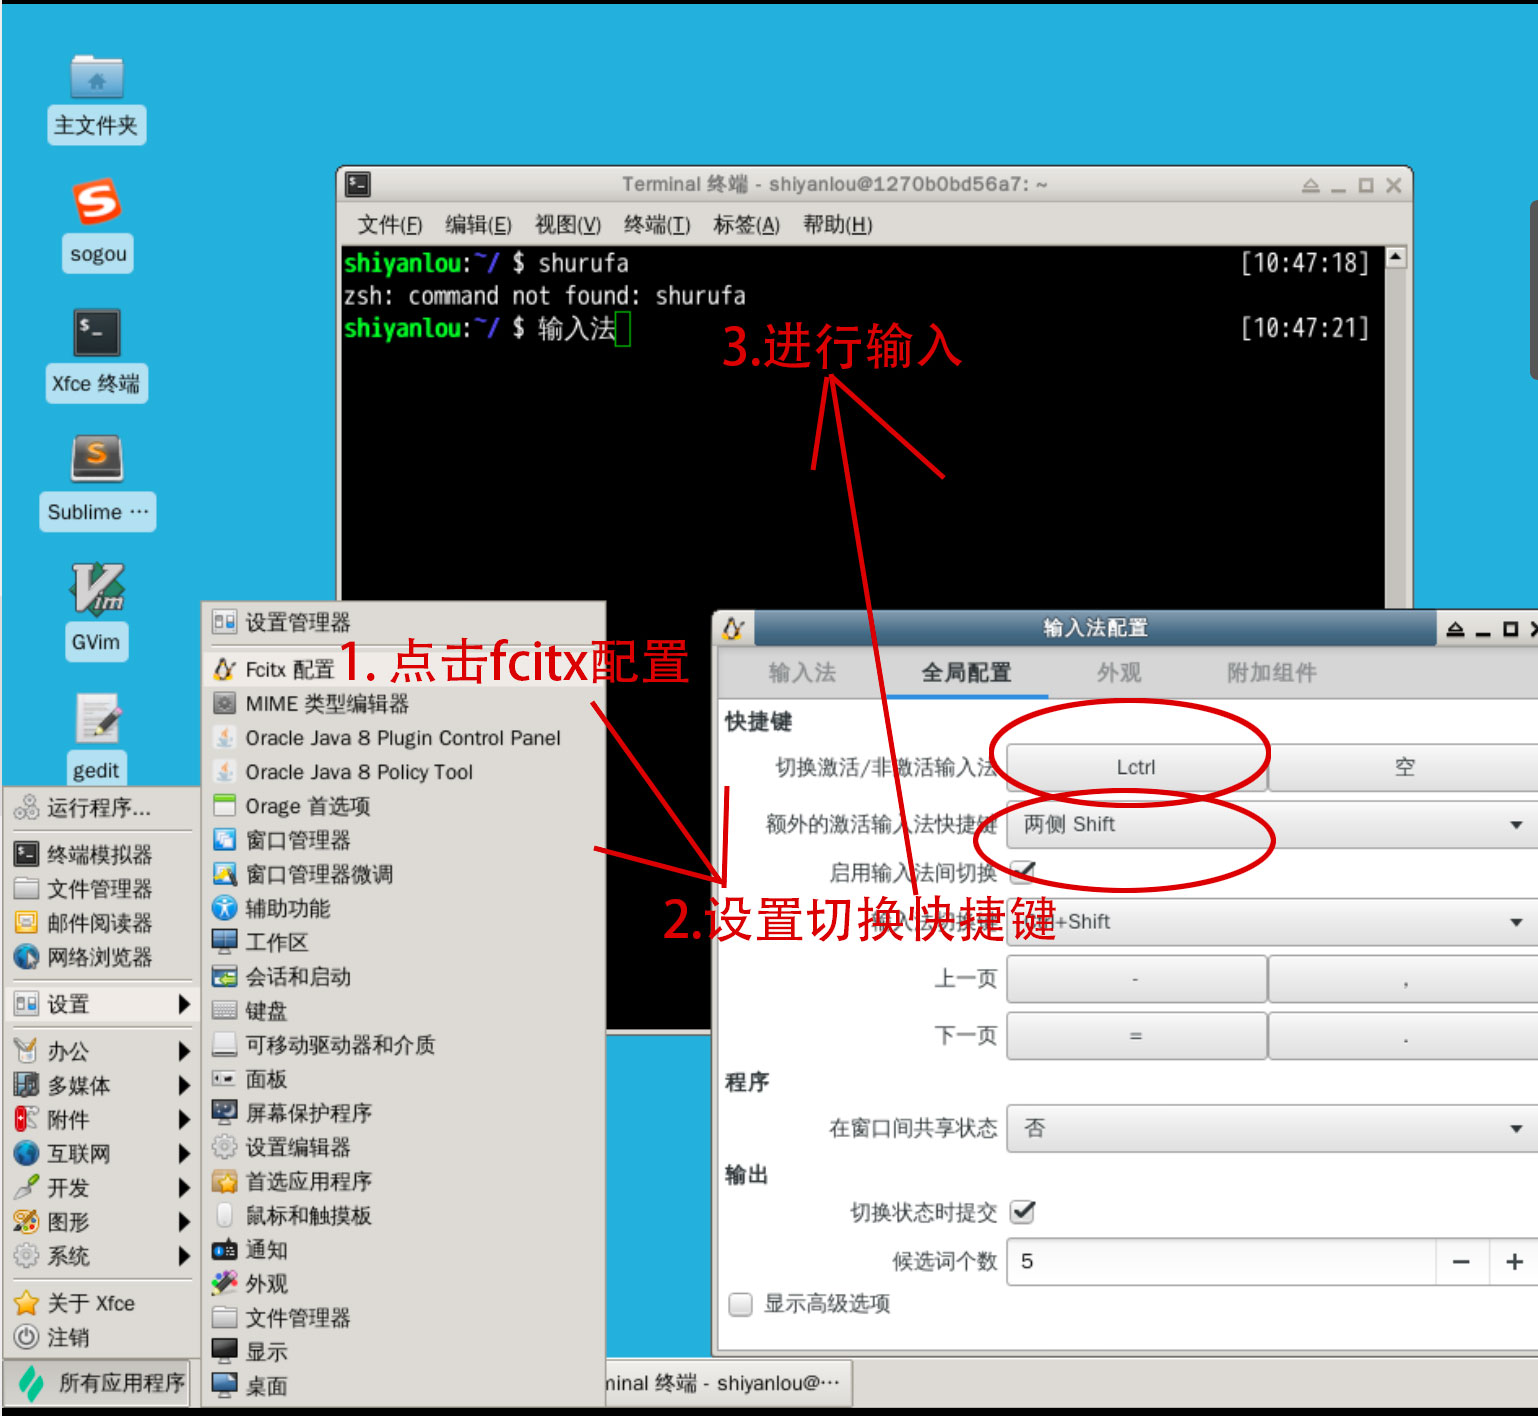 主文件夹
sogou
Xfce 终端
Sublime ···
GVim
gedit
Terminal 终端 - shiyanlou@1270b0bd56a7: ~
文件(F) 编辑(E) 视图(V) 终端(T) 标签(A) 帮助(H)
shiyanlou:~/ $ shurufa [10:47:18]
zsh: command not found: shurufa
shiyanlou:~/ $ 输入法 [10:47:21]
3.进行输入
1. 点击fcitx配置
2.设置切换快捷键
运行程序...
终端模拟器
文件管理器
邮件阅读器
网络浏览器
设置
办公
多媒体
附件
互联网
开发
图形
系统
关于 Xfce
注销
所有应用程序
设置管理器
Fcitx 配置
MIME 类型编辑器
Oracle Java 8 Plugin Control Panel
Oracle Java 8 Policy Tool
Orage 首选项
窗口管理器
窗口管理器微调
辅助功能
工作区
会话和启动
键盘
可移动驱动器和介质
面板
屏幕保护程序
设置编辑器
首选应用程序
鼠标和触摸板
通知
外观
文件管理器
显示
桌面
输入法配置
输入法 全局配置 外观 附加组件
快捷键
切换激活/非激活输入法 Lctrl 空
额外的激活输入法快捷键 两侧 Shift
启用输入法间切换
输入法切换键 Ctrl+Shift
上一页 - ,
下一页 = .
程序
在窗口间共享状态 否
输出
切换状态时提交
候选词个数 5 − +
显示高级选项
minal 终端 - shiyanlou@···